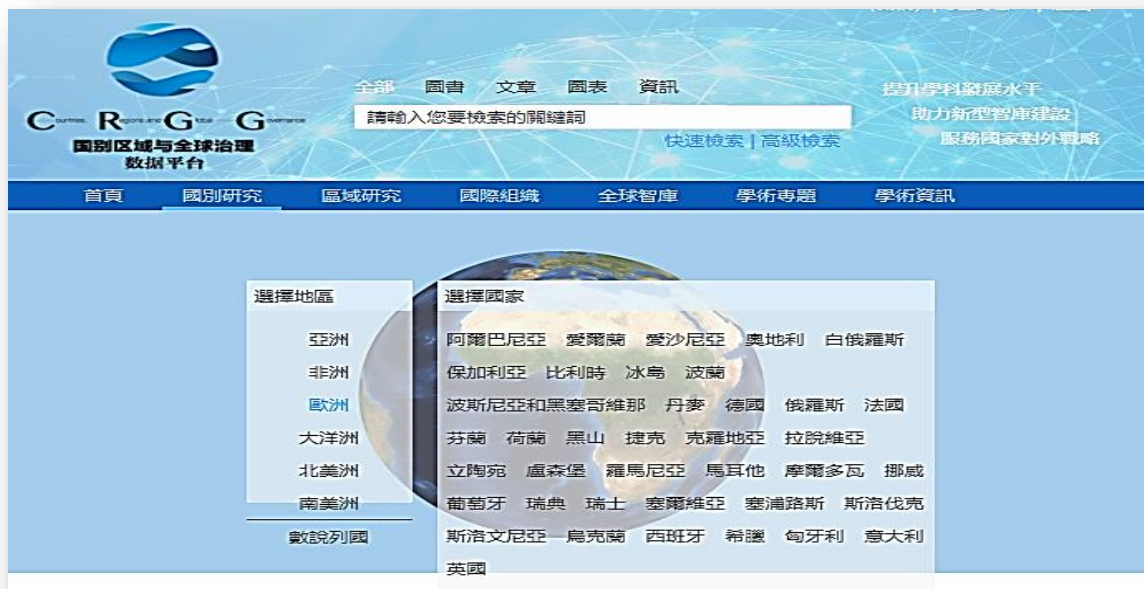 全部 圖書 文章 圖表 資訊
請輸入您要檢索的關鍵詞
快速檢索 | 高級檢索
提升學科發展水平
助力新型智庫建設
服務國家對外戰略
Countries, Regions and Global Governance
国别区域与全球治理
数据平台
首頁 國別研究 區域研究 國際組織 全球智庫 學術專題 學術資訊
選擇地區
亞洲
非洲
歐洲
大洋洲
北美洲
南美洲
數說列國
選擇國家
阿爾巴尼亞 愛爾蘭 愛沙尼亞 奧地利 白俄羅斯
保加利亞 比利時 冰島 波蘭
波斯尼亞和黑塞哥維那 丹麥 德國 俄羅斯 法國
芬蘭 荷蘭 黑山 捷克 克羅地亞 拉脫維亞
立陶宛 盧森堡 羅馬尼亞 馬耳他 摩爾多瓦 挪威
葡萄牙 瑞典 瑞士 塞爾維亞 塞浦路斯 斯洛伐克
斯洛文尼亞 烏克蘭 西班牙 希臘 匈牙利 意大利
英國